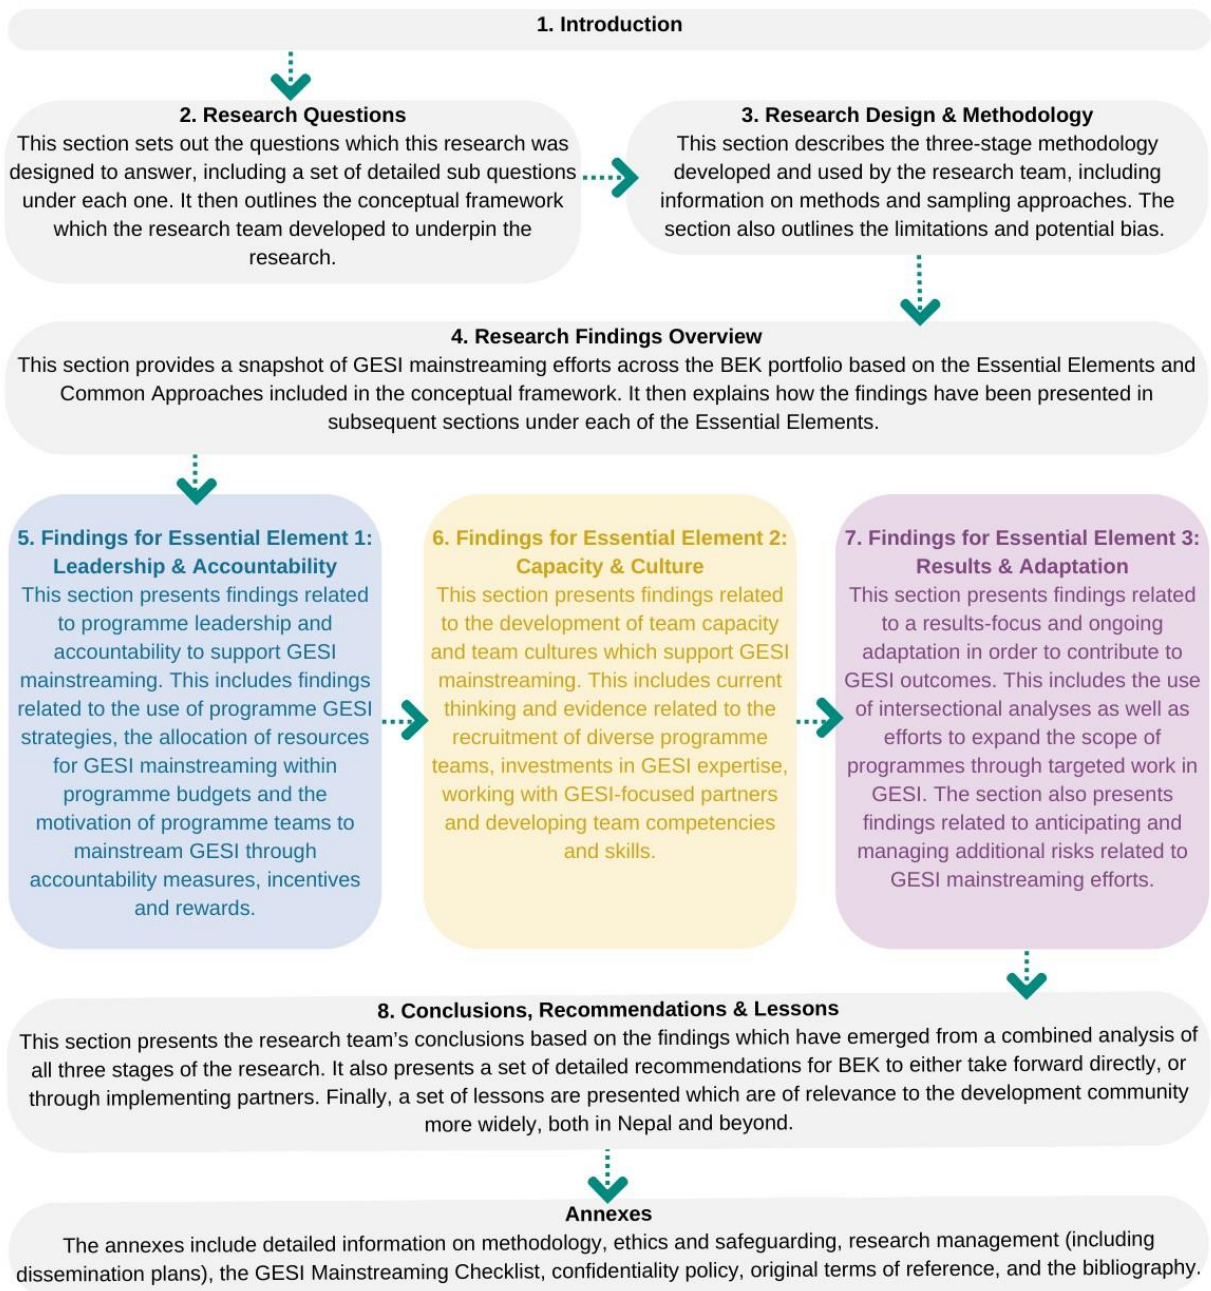 1. Introduction
2. Research Questions
This section sets out the questions which this research was
designed to answer, including a set of detailed sub questions
under each one. It then outlines the conceptual framework
which the research team developed to underpin the
research.
3. Research Design & Methodology
This section describes the three-stage methodology
developed and used by the research team, including
information on methods and sampling approaches. The
section also outlines the limitations and potential bias.
4. Research Findings Overview
This section provides a snapshot of GESI mainstreaming efforts across the BEK portfolio based on the Essential Elements and
Common Approaches included in the conceptual framework. It then explains how the findings have been presented in
subsequent sections under each of the Essential Elements.
5. Findings for Essential Element 1:
Leadership & Accountability
This section presents findings related
to programme leadership and
accountability to support GESI
mainstreaming. This includes findings
related to the use of programme GESI
strategies, the allocation of resources
for GESI mainstreaming within
programme budgets and the
motivation of programme teams to
mainstream GESI through
accountability measures, incentives
and rewards.
6. Findings for Essential Element 2:
Capacity & Culture
This section presents findings related
to the development of team capacity
and team cultures which support GESI
mainstreaming. This includes current
thinking and evidence related to the
recruitment of diverse programme
teams, investments in GESI expertise,
working with GESI-focused partners
and developing team competencies
and skills.
7. Findings for Essential Element 3:
Results & Adaptation
This section presents findings related
to a results-focus and ongoing
adaptation in order to contribute to
GESI outcomes. This includes the use
of intersectional analyses as well as
efforts to expand the scope of
programmes through targeted work in
GESI. The section also presents
findings related to anticipating and
managing additional risks related to
GESI mainstreaming efforts.
8. Conclusions, Recommendations & Lessons
This section presents the research team’s conclusions based on the findings which have emerged from a combined analysis of
all three stages of the research. It also presents a set of detailed recommendations for BEK to either take forward directly, or
through implementing partners. Finally, a set of lessons are presented which are of relevance to the development community
more widely, both in Nepal and beyond.
Annexes
The annexes include detailed information on methodology, ethics and safeguarding, research management (including
dissemination plans), the GESI Mainstreaming Checklist, confidentiality policy, original terms of reference, and the bibliography.